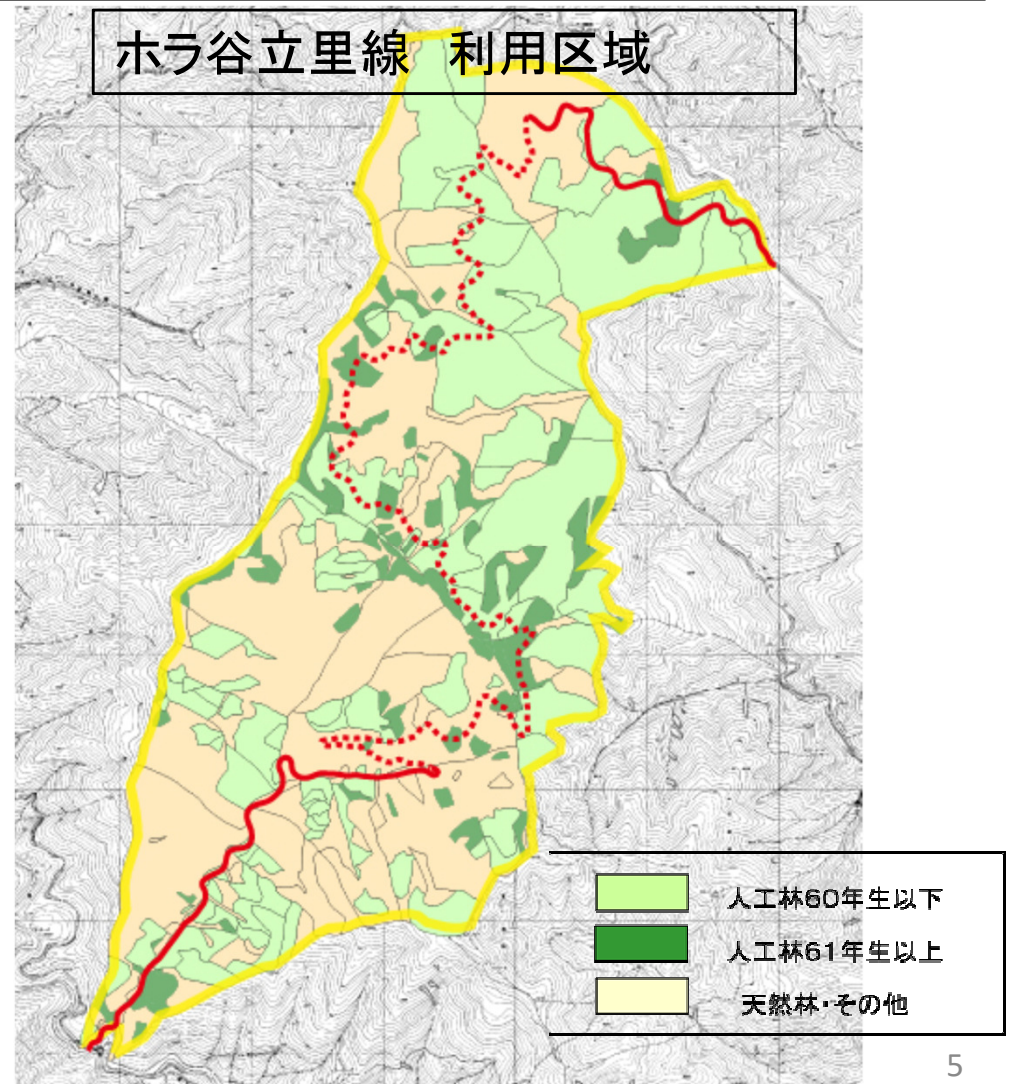 ホラ谷立里線　利用区域
人工林60年生以下
人工林61年生以上
天然林・その他
5